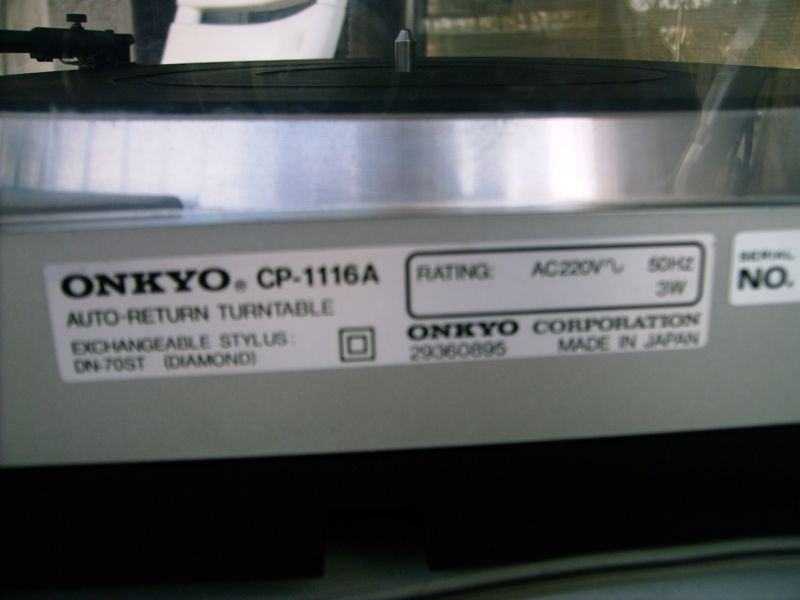 ONKYO® CP-1116A
AUTO-RETURN TURNTABLE
EXCHANGEABLE STYLUS:
DN-70ST (DIAMOND)
RATING: AC220V~ 50Hz
3W
ONKYO CORPORATION
29360895 MADE IN JAPAN
SERIAL
NO.